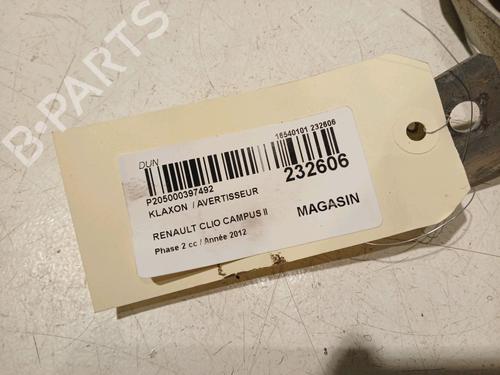 B-PARTS
DUN
16540101 232606
P205000397492
KLAXON / AVERTISSEUR
232606
RENAULT CLIO CAMPUS II
MAGASIN
Phase 2 cc / Année 2012